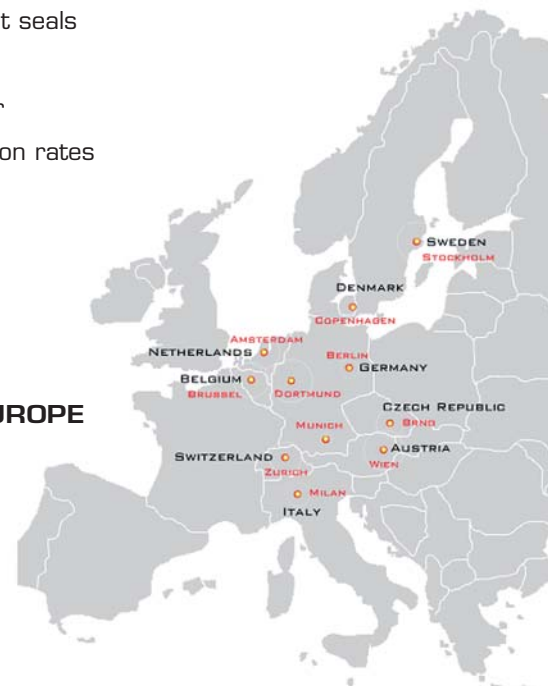 t seals
on rates
SWEDEN
STOCKHOLM
DENMARK
COPENHAGEN
AMSTERDAM
NETHERLANDS
BERLIN
GERMANY
BELGIUM
BRUSSEL
DORTMUND
UROPE
CZECH REPUBLIC
BRNO
MUNICH
AUSTRIA
SWITZERLAND
WIEN
ZURICH
MILAN
ITALY